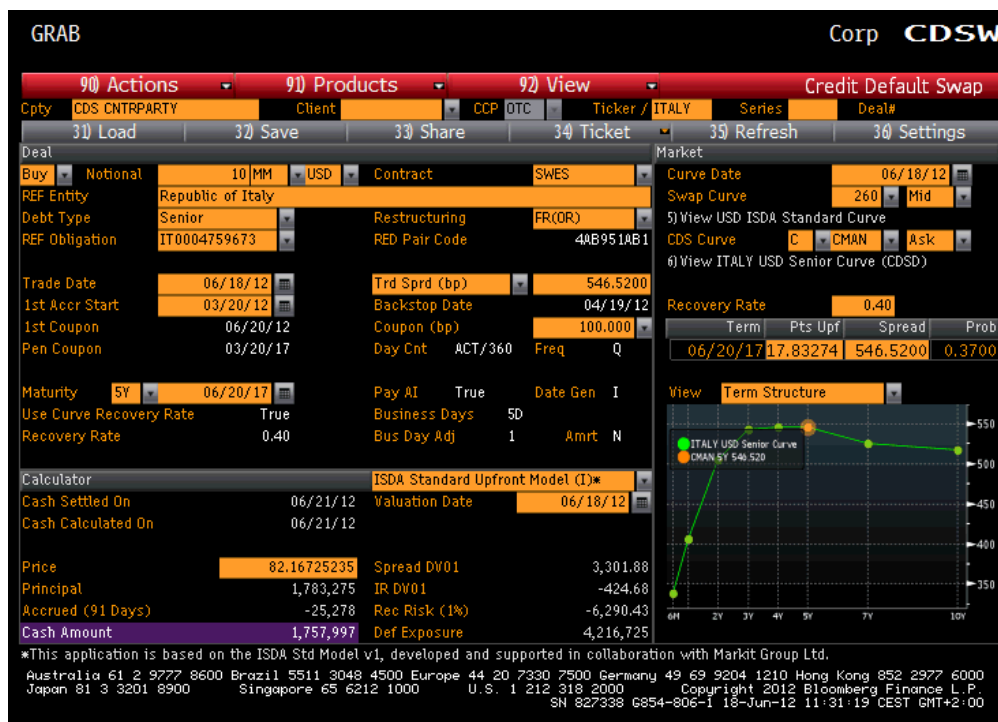 GRAB Corp CDSW
90) Actions 91) Products 92) View Credit Default Swap
Cpty CDS CNTRPARTY Client CCP OTC Ticker / ITALY Series Deal#
31) Load 32) Save 33) Share 34) Ticket 35) Refresh 36) Settings
Deal Market
Buy Notional 10 MM USD Contract SWES Curve Date 06/18/12
REF Entity Republic of Italy Swap Curve 260 Mid
Debt Type Senior Restructuring FR(OR) 5) View USD ISDA Standard Curve
REF Obligation IT0004759673 RED Pair Code 4AB951AB1 CDS Curve C CMAN Ask
6) View ITALY USD Senior Curve (CDSD)
Trade Date 06/18/12 Trd Sprd (bp) 546.5200
1st Accr Start 03/20/12 Backstop Date 04/19/12 Recovery Rate 0.40
1st Coupon 06/20/12 Coupon (bp) 100.000 Term Pts Upf Spread Prob
Pen Coupon 03/20/17 Day Cnt ACT/360 Freq Q 06/20/17 17.83274 546.5200 0.3700
Maturity 5Y 06/20/17 Pay AI True Date Gen I View Term Structure
Use Curve Recovery Rate True Business Days 5D
Recovery Rate 0.40 Bus Day Adj 1 Amrt N
ITALY USD Senior Curve
CMAN 5Y 546.520
550
500
450
400
350
6M 2Y 3Y 4Y 5Y 7Y 10Y
Calculator ISDA Standard Upfront Model (I)*
Cash Settled On 06/21/12 Valuation Date 06/18/12
Cash Calculated On 06/21/12
Price 82.16725235 Spread DV01 3,301.88
Principal 1,783,275 IR DV01 -424.68
Accrued (91 Days) -25,278 Rec Risk (1%) -6,290.43
Cash Amount 1,757,997 Def Exposure 4,216,725
*This application is based on the ISDA Std Model v1, developed and supported in collaboration with Markit Group Ltd.
Australia 61 2 9777 8600 Brazil 5511 3048 4500 Europe 44 20 7330 7500 Germany 49 69 9204 1210 Hong Kong 852 2977 6000
Japan 81 3 3201 8900 Singapore 65 6212 1000 U.S. 1 212 318 2000 Copyright 2012 Bloomberg Finance L.P.
SN 827338 G854-806-1 18-Jun-12 11:31:19 CEST GMT+2:00